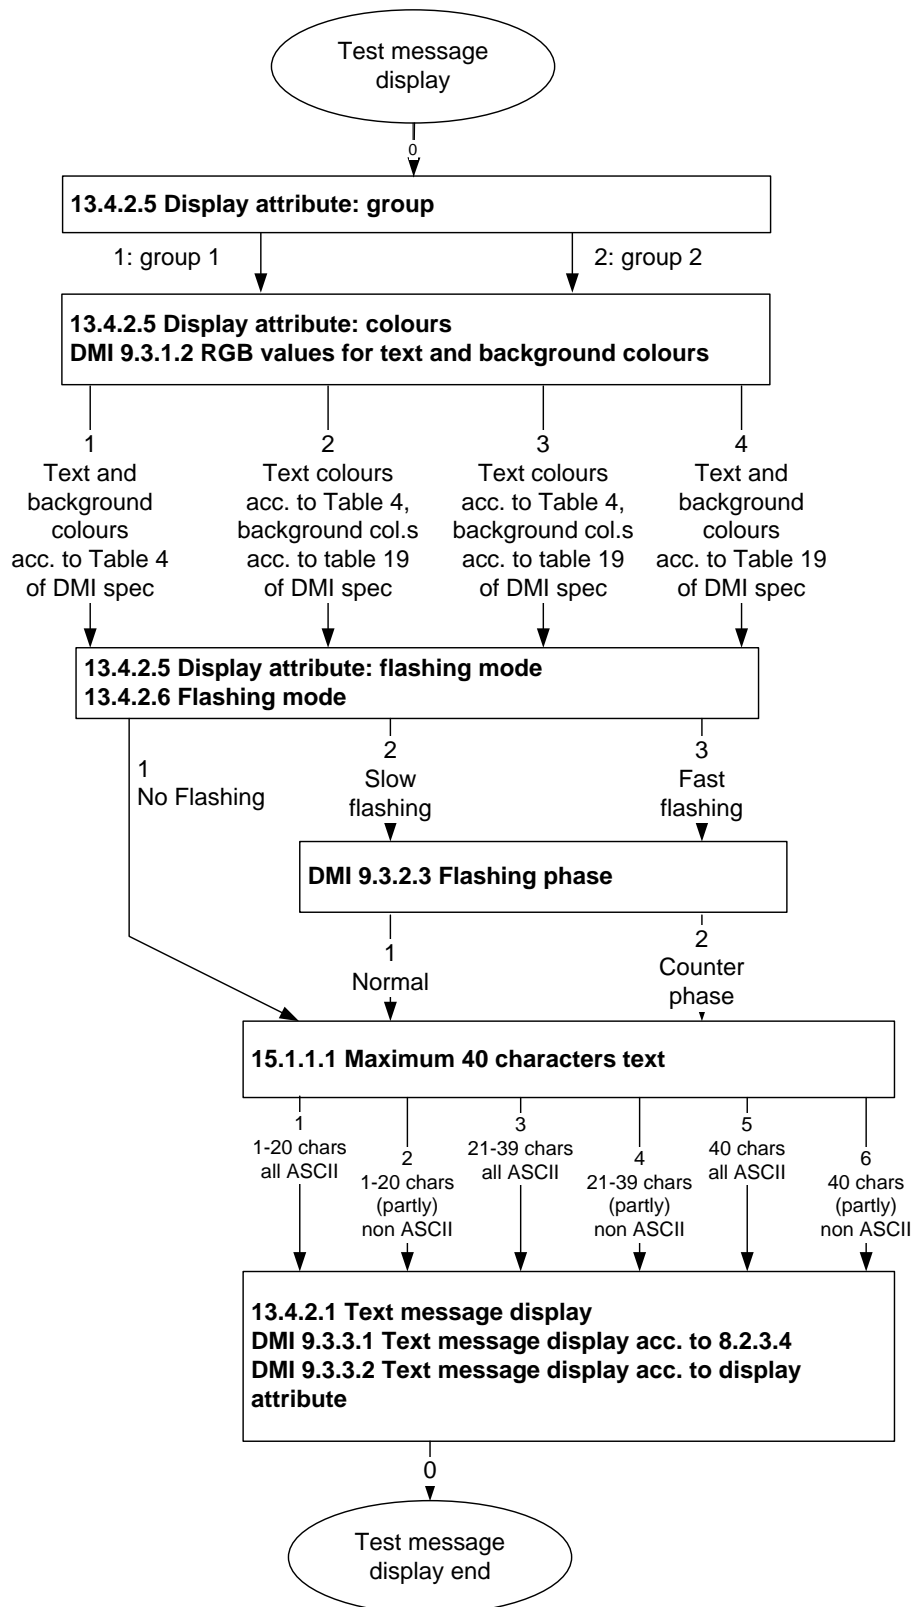 Test message
display
0
13.4.2.5 Display attribute: group
1: group 1
2: group 2
13.4.2.5 Display attribute: colours
DMI 9.3.1.2 RGB values for text and background colours
1
Text and
background
colours
acc. to Table 4
of DMI spec
2
Text colours
acc. to Table 4,
background col.s
acc. to table 19
of DMI spec
3
Text colours
acc. to Table 4,
background col.s
acc. to table 19
of DMI spec
4
Text and
background
colours
acc. to Table 19
of DMI spec
13.4.2.5 Display attribute: flashing mode
13.4.2.6 Flashing mode
1
No Flashing
2
Slow
flashing
3
Fast
flashing
DMI 9.3.2.3 Flashing phase
1
Normal
2
Counter
phase
15.1.1.1 Maximum 40 characters text
1
1-20 chars
all ASCII
2
1-20 chars
(partly)
non ASCII
3
21-39 chars
all ASCII
4
21-39 chars
(partly)
non ASCII
5
40 chars
all ASCII
6
40 chars
(partly)
non ASCII
13.4.2.1 Text message display
DMI 9.3.3.1 Text message display acc. to 8.2.3.4
DMI 9.3.3.2 Text message display acc. to display
attribute
0
Test message
display end